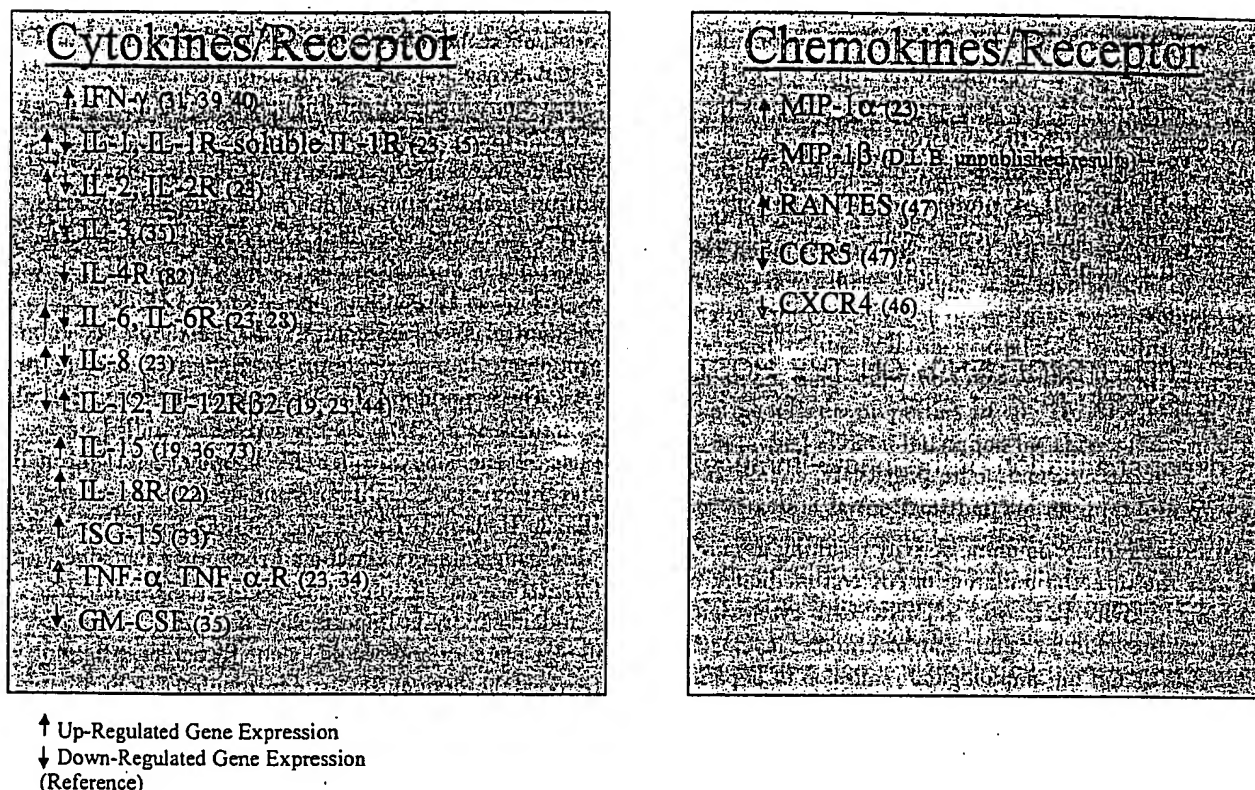 Cytokines/Receptor
↑ IFN-γ (31, 39, 40)
↑↓ IL-1, IL-1R, soluble IL-1R (23, 45)
↑↓ IL-2, IL-2R (23)
↓ IL-3 (35)
↓ IL-4R (82)
↑↓ IL-6, IL-6R (23, 28)
↑↓ IL-8 (23)
↓↑ IL-12, IL-12Rβ2 (19, 23, 44)
↑ IL-15 (19, 36, 73)
↑ IL-18R (22)
↑ ISG-15 (33)
↑ TNF-α, TNF-α-R (23, 34)
↓ GM-CSF (35)
Chemokines/Receptor
↑ MIP-1α (23)
MIP-1β (D.L.B. unpublished results)
RANTES (47)
↓ CCR5 (47)
↓ CXCR4 (46)
↑ Up-Regulated Gene Expression
↓ Down-Regulated Gene Expression
(Reference)